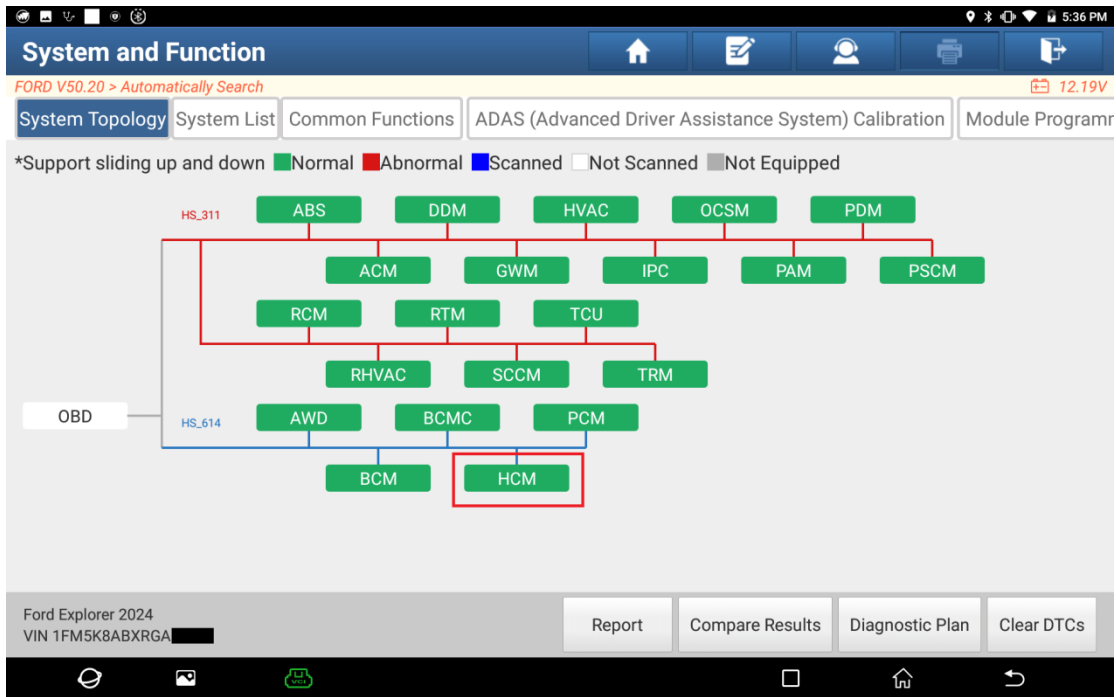 5:36 PM
System and Function
FORD V50.20 > Automatically Search
12.19V
System Topology System List Common Functions ADAS (Advanced Driver Assistance System) Calibration Module Programm
*Support sliding up and down Normal Abnormal Scanned Not Scanned Not Equipped
HS_311 ABS DDM HVAC OCSM PDM
ACM GWM IPC PAM PSCM
RCM RTM TCU
RHVAC SCCM TRM
OBD HS_614 AWD BCMC PCM
BCM HCM
Ford Explorer 2024
VIN 1FM5K8ABXRGA
Report Compare Results Diagnostic Plan Clear DTCs
VCI